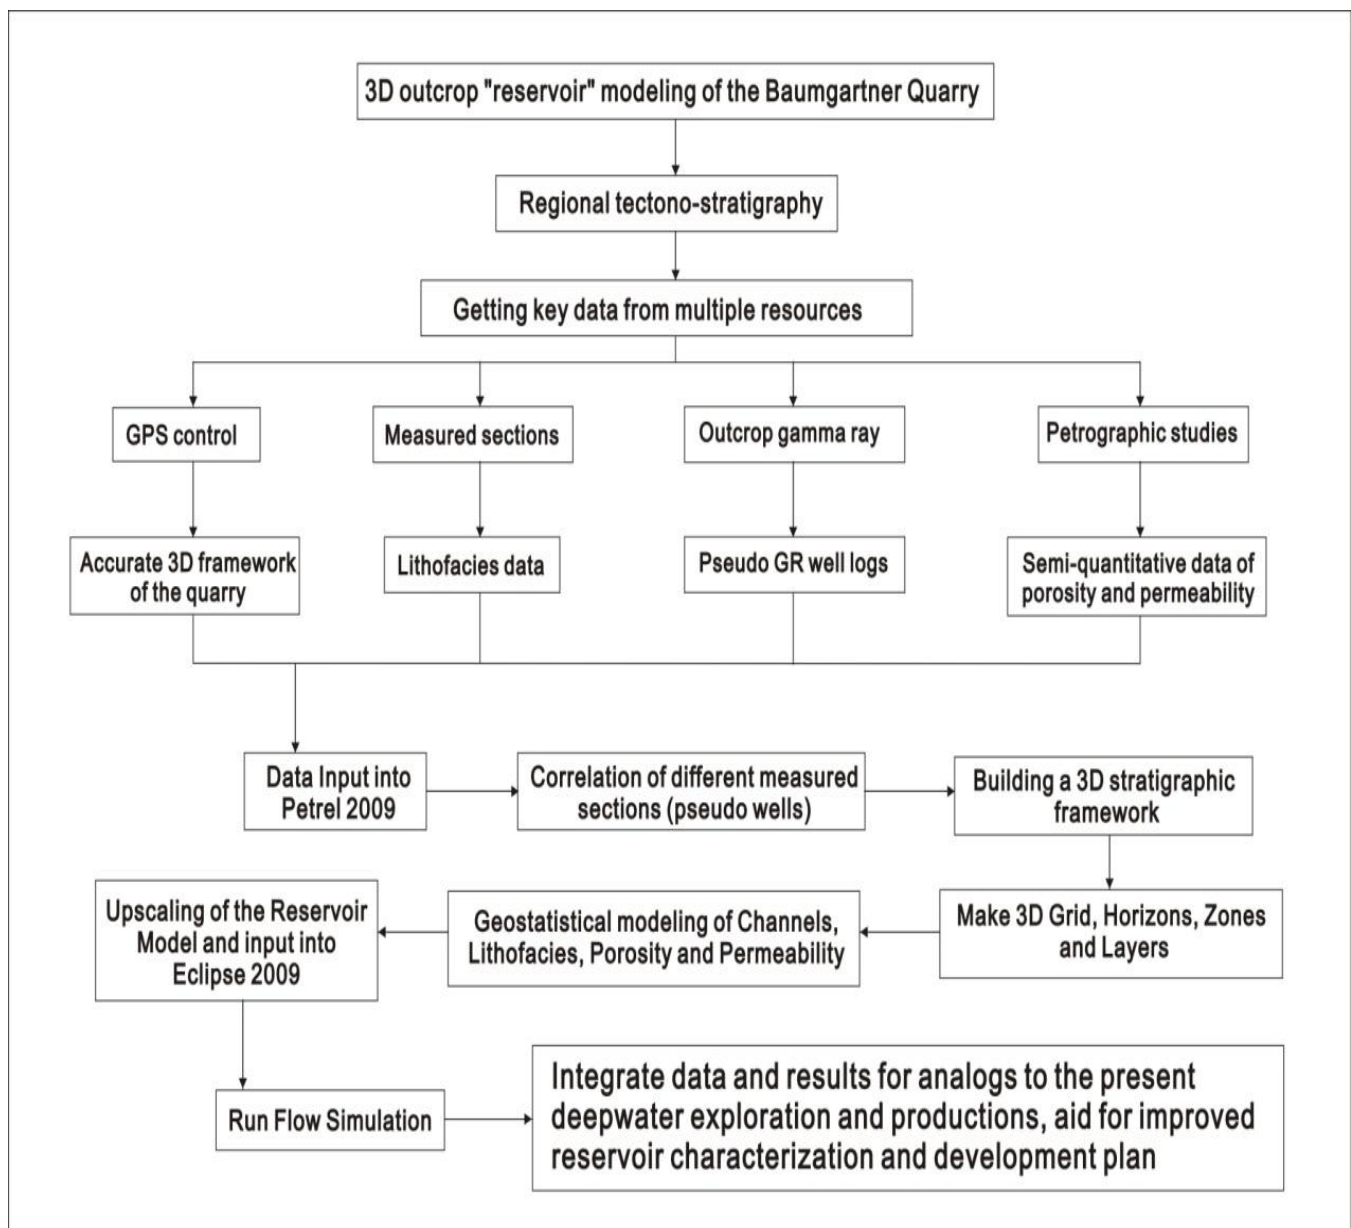 3D outcrop "reservoir" modeling of the Baumgartner Quarry
Regional tectono-stratigraphy
Getting key data from multiple resources
GPS control
Measured sections
Outcrop gamma ray
Petrographic studies
Accurate 3D framework
of the quarry
Lithofacies data
Pseudo GR well logs
Semi-quantitative data of
porosity and permeability
Data Input into
Petrel 2009
Correlation of different measured
sections (pseudo wells)
Building a 3D stratigraphic
framework
Make 3D Grid, Horizons, Zones
and Layers
Geostatistical modeling of Channels,
Lithofacies, Porosity and Permeability
Upscaling of the Reservoir
Model and input into
Eclipse 2009
Run Flow Simulation
Integrate data and results for analogs to the present
deepwater exploration and productions, aid for improved
reservoir characterization and development plan